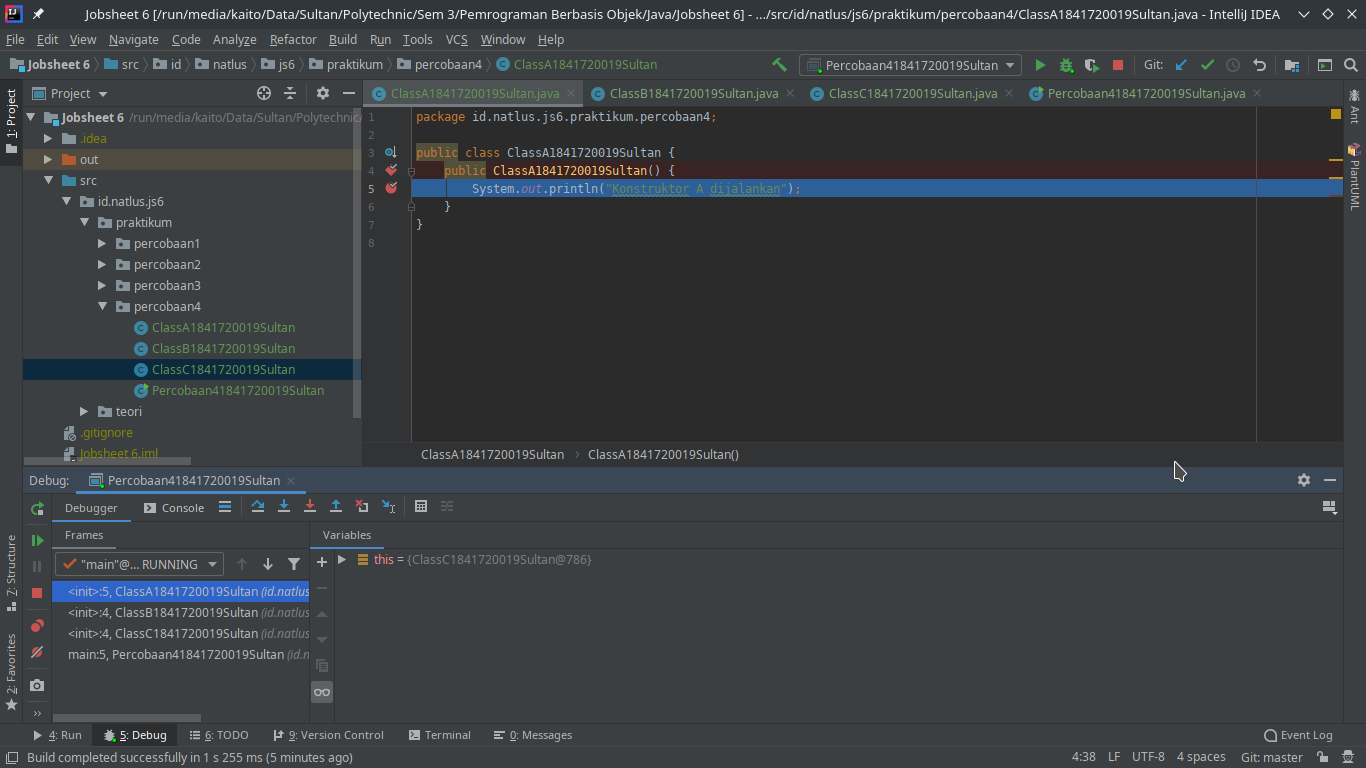 Jobsheet 6 [/run/media/kaito/Data/Sultan/Polytechnic/Sem 3/Pemrograman Berbasis Objek/Java/Jobsheet 6] - .../src/id/natlus/js6/praktikum/percobaan4/ClassA1841720019Sultan.java - IntelliJ IDEA
File Edit View Navigate Code Analyze Refactor Build Run Tools VCS Window Help
Jobsheet 6 src id natlus js6 praktikum percobaan4 ClassA1841720019Sultan Percobaan41841720019Sultan Git:
1: Project
Project
ClassA1841720019Sultan.java ClassB1841720019Sultan.java ClassC1841720019Sultan.java Percobaan41841720019Sultan.java
Ant
PlantUML
Jobsheet 6 /run/media/kaito/Data/Sultan/Polytechnic/
.idea
out
src
id.natlus.js6
praktikum
percobaan1
percobaan2
percobaan3
percobaan4
ClassA1841720019Sultan
ClassB1841720019Sultan
ClassC1841720019Sultan
Percobaan41841720019Sultan
teori
.gitignore
Jobsheet 6.iml
1 package id.natlus.js6.praktikum.percobaan4;
2
3 public class ClassA1841720019Sultan {
4 public ClassA1841720019Sultan() {
5 System.out.println("Konstruktor A dijalankan");
6 }
7 }
8
ClassA1841720019Sultan ClassA1841720019Sultan()
Debug: Percobaan41841720019Sultan
Debugger Console
Frames
Variables
"main"@... RUNNING
<init>:5, ClassA1841720019Sultan (id.natlus
<init>:4, ClassB1841720019Sultan (id.natlus
<init>:4, ClassC1841720019Sultan (id.natlus
main:5, Percobaan41841720019Sultan (id.n
this = {ClassC1841720019Sultan@786}
7: Structure
2: Favorites
4: Run 5: Debug 6: TODO 9: Version Control Terminal 0: Messages Event Log
Build completed successfully in 1 s 255 ms (5 minutes ago) 4:38 LF UTF-8 4 spaces Git: master